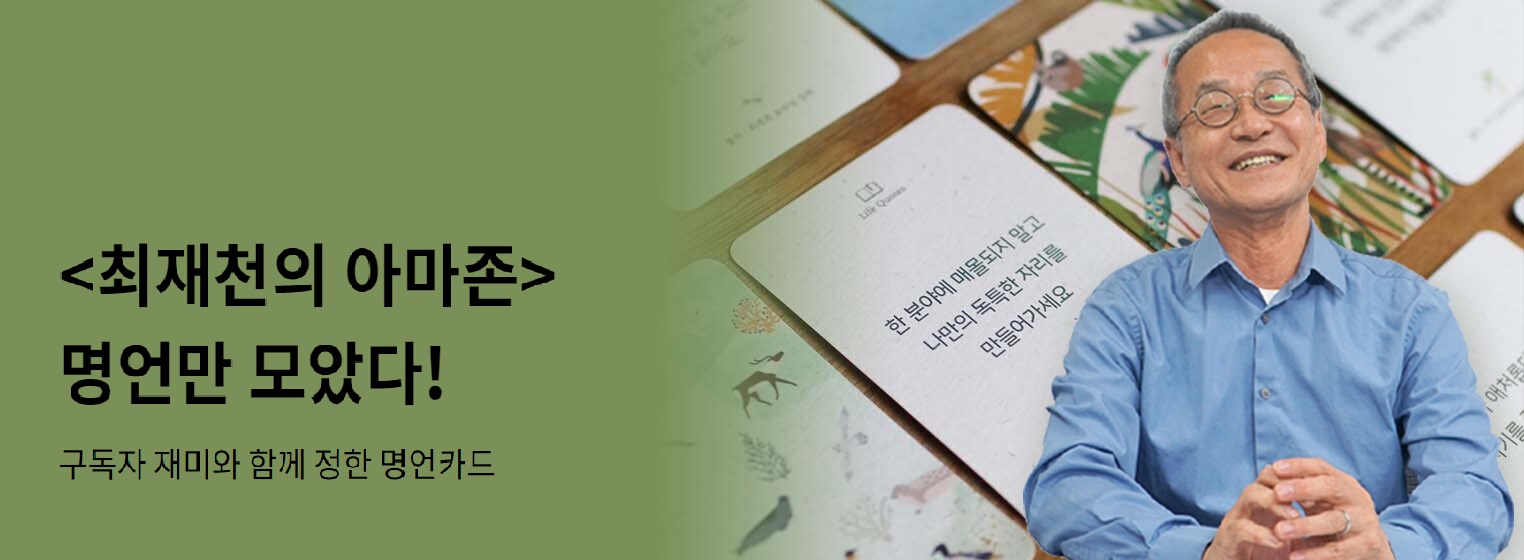 <최재천의 아마존>
명언만 모았다!
구독자 재미와 함께 정한 명언카드
Life Quotes
한 분야에 매몰되지 말고
나만의 독특한 자리를
만들어가세요